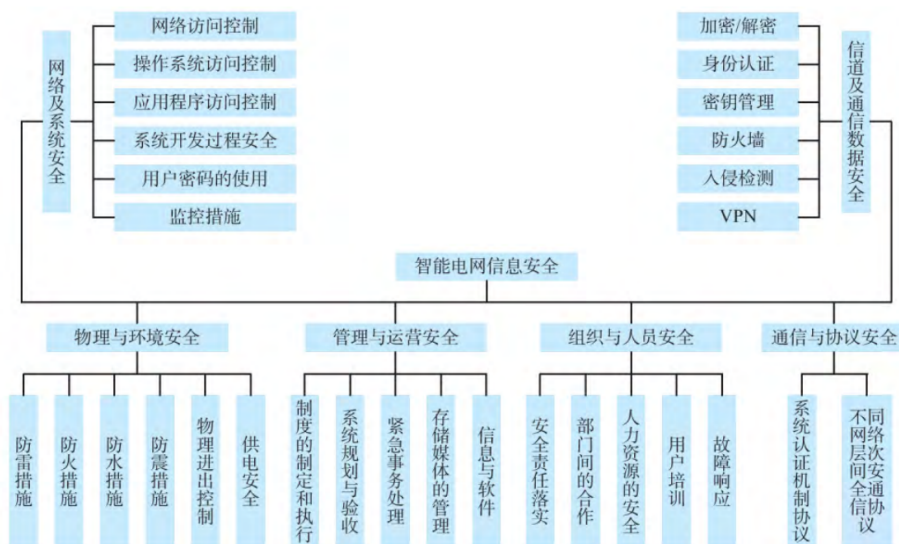 网络及系统安全
网络访问控制
操作系统访问控制
应用程序访问控制
系统开发过程安全
用户密码的使用
监控措施
加密/解密
身份认证
密钥管理
防火墙
入侵检测
VPN
信道及通信数据安全
智能电网信息安全
物理与环境安全
管理与运营安全
组织与人员安全
通信与协议安全
防雷措施
防火措施
防水措施
防震措施
物理进出控制
供电安全
制度的制定和执行
系统规划与验收
紧急事务处理
存储媒体的管理
信息与软件
安全责任落实
部门间的合作
人力资源的安全
用户培训
故障响应
系统认证机制协议
同络次安通协议
不网层间全信议